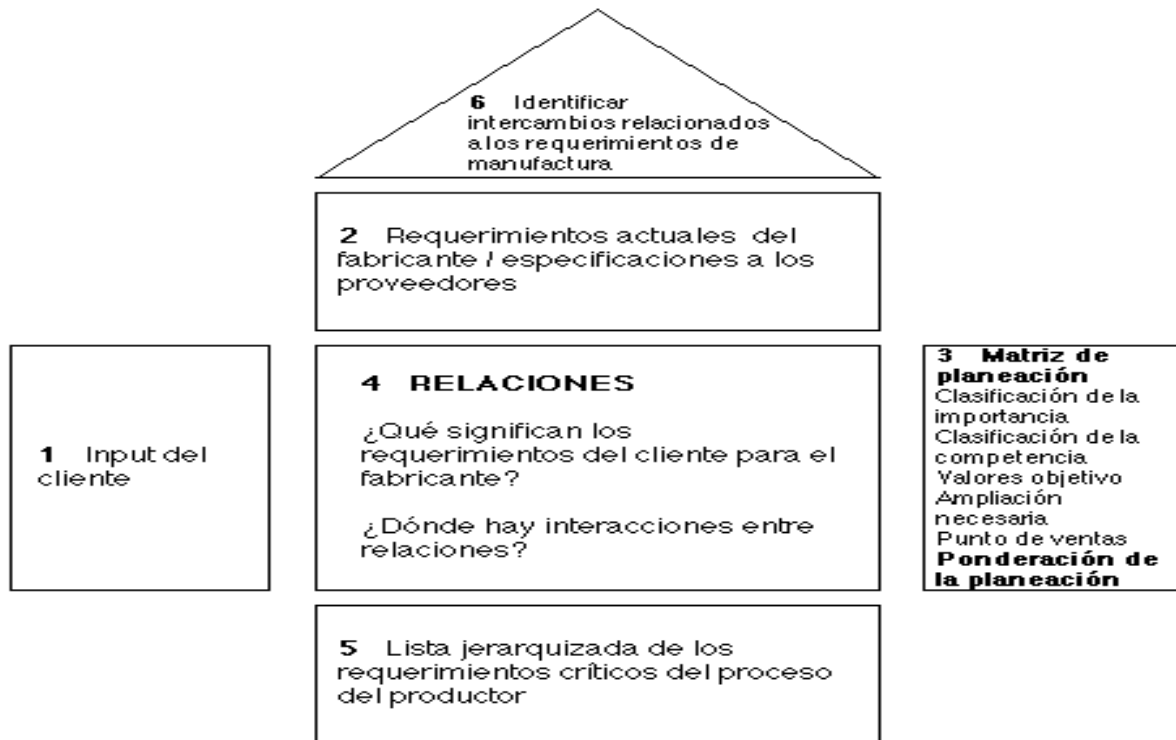 6 Identificar
intercambios relacionados
a los requerimientos de
manufactura
2 Requerimientos actuales del
fabricante / especificaciones a los
proveedores
1 Input del
cliente
4 RELACIONES
¿Qué significan los
requerimientos del cliente para el
fabricante?
¿Dónde hay interacciones entre
relaciones?
3 Matriz de
planeación
Clasificación de la
importancia
Clasificación de la
competencia
Valores objetivo
Ampliación
necesaria
Punto de ventas
Ponderación de
la planeación
5 Lista jerarquizada de los
requerimientos críticos del proceso
del productor